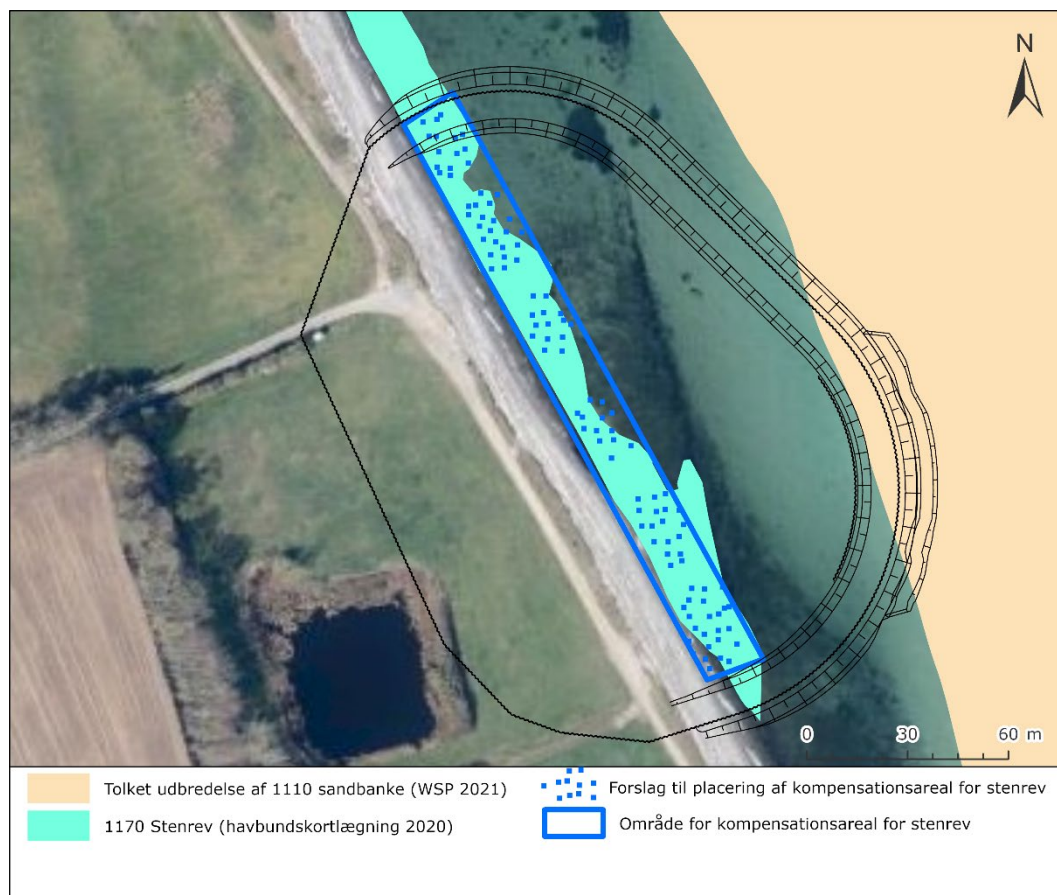 N
0 30 60 m
Tolket udbredelse af 1110 sandbanke (WSP 2021)
Forslag til placering af kompensationsareal for stenrev
1170 Stenrev (havbundskortlægning 2020)
Område for kompensationsareal for stenrev